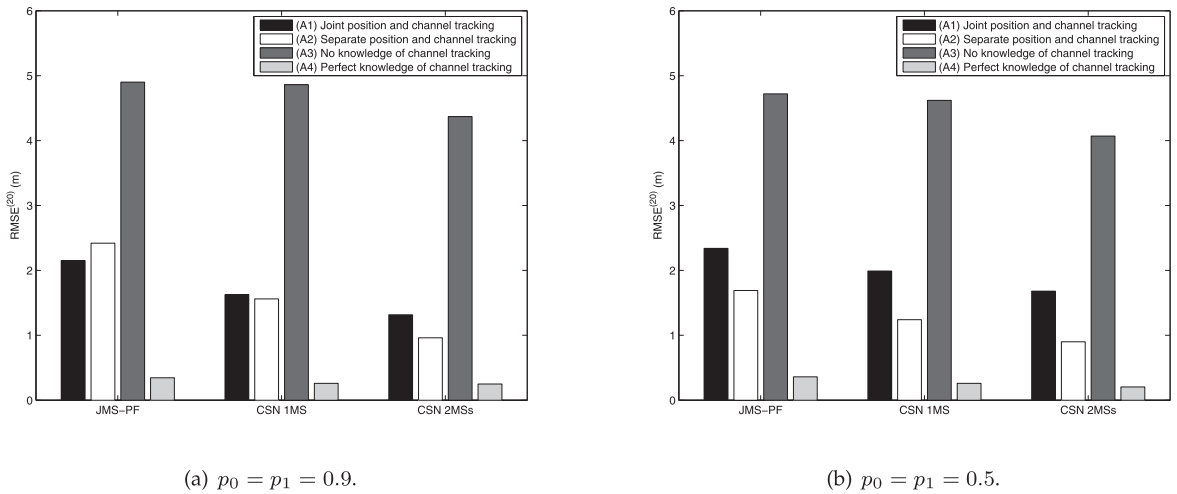 6
5
4
3
2
1
0
RMSE(20) (m)
(A1) Joint position and channel tracking
(A2) Separate position and channel tracking
(A3) No knowledge of channel tracking
(A4) Perfect knowledge of channel tracking
JMS−PF
CSN 1MS
CSN 2MSs
(a) p0 = p1 = 0.9.
6
5
4
3
2
1
0
RMSE(20) (m)
(A1) Joint position and channel tracking
(A2) Separate position and channel tracking
(A3) No knowledge of channel tracking
(A4) Perfect knowledge of channel tracking
JMS−PF
CSN 1MS
CSN 2MSs
(b) p0 = p1 = 0.5.